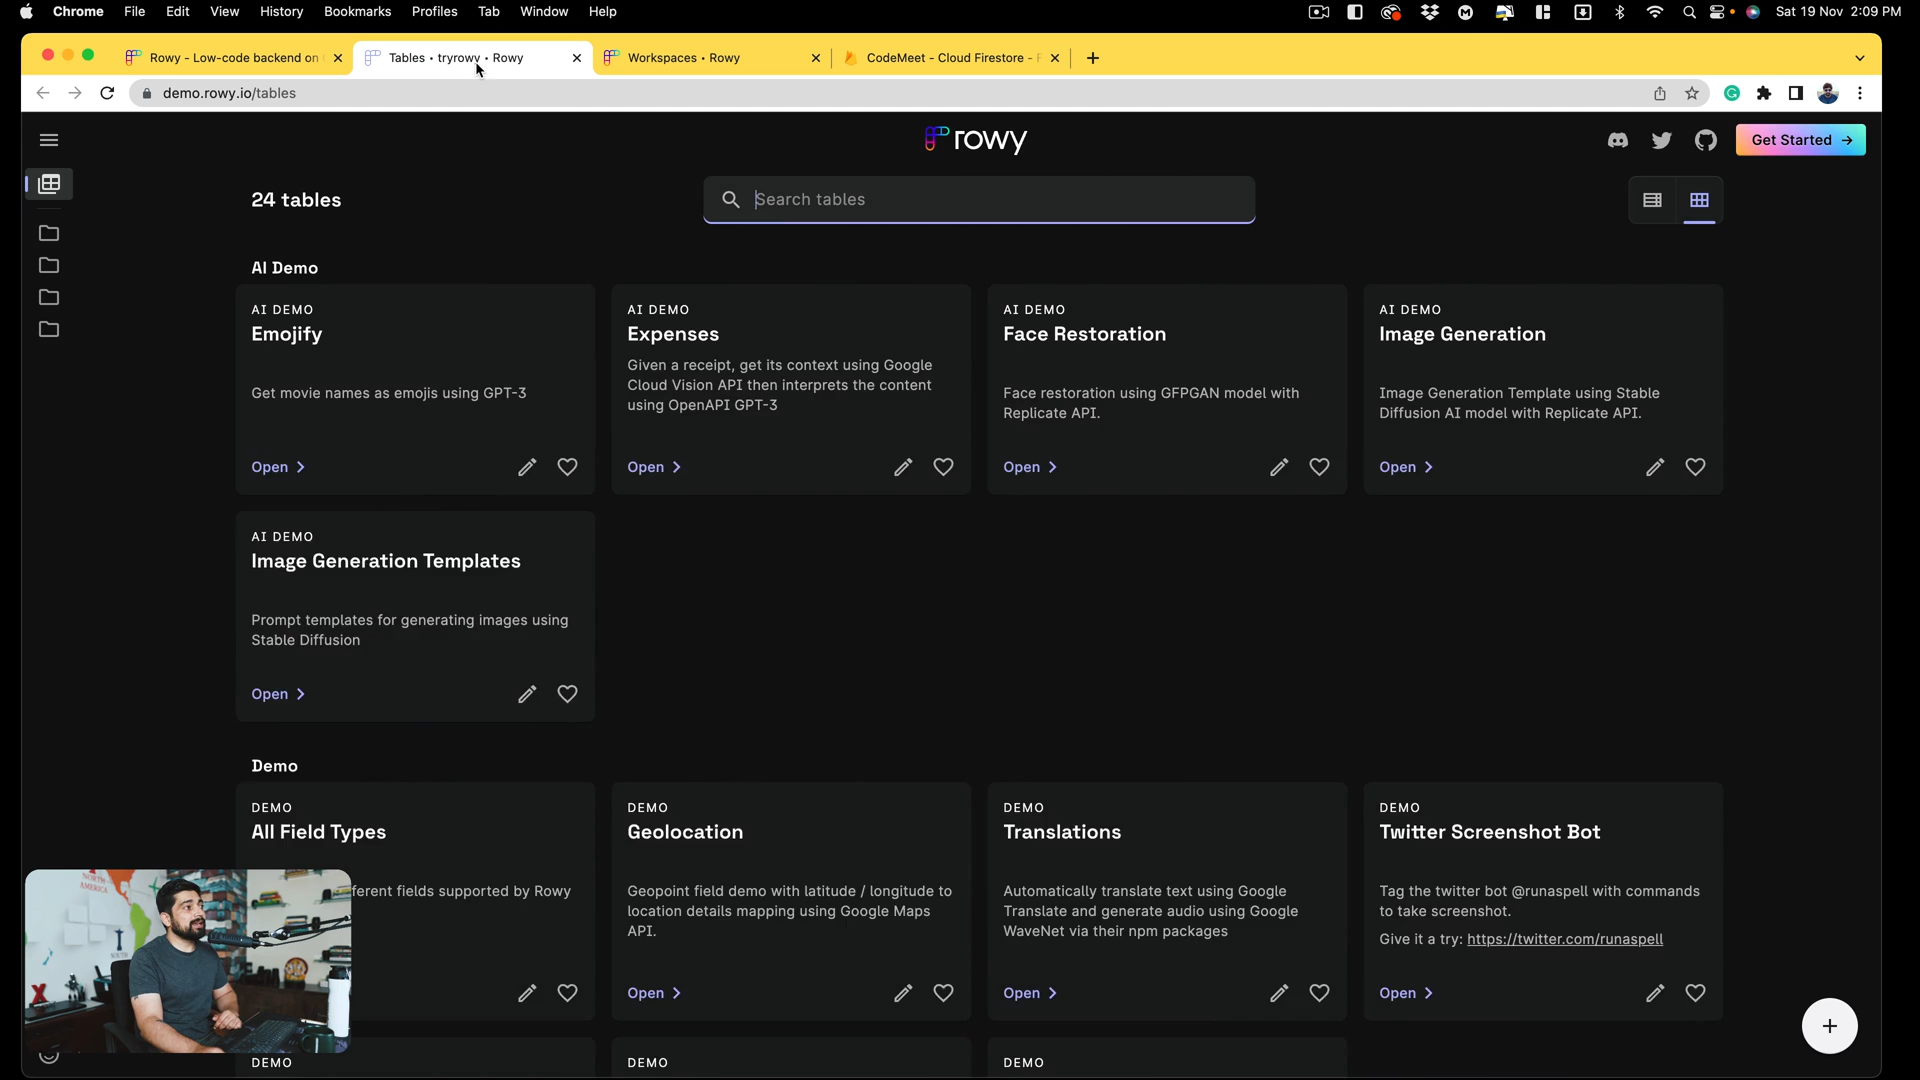 Chrome File Edit View History Bookmarks Profiles Tab Window Help Sat 19 Nov 2:09 PM
Rowy - Low-code backend on Tables • tryrowy • Rowy Workspaces • Rowy CodeMeet - Cloud Firestore - F
demo.rowy.io/tables
rowy
Get Started
24 tables
Search tables
AI Demo
AI DEMO
Emojify
Get movie names as emojis using GPT-3
Open
AI DEMO
Expenses
Given a receipt, get its context using Google
Cloud Vision API then interprets the content
using OpenAPI GPT-3
Open
AI DEMO
Face Restoration
Face restoration using GFPGAN model with
Replicate API.
Open
AI DEMO
Image Generation
Image Generation Template using Stable
Diffusion AI model with Replicate API.
Open
AI DEMO
Image Generation Templates
Prompt templates for generating images using
Stable Diffusion
Open
Demo
DEMO
All Field Types
ferent fields supported by Rowy
DEMO
Geolocation
Geopoint field demo with latitude / longitude to
location details mapping using Google Maps
API.
Open
DEMO
Translations
Automatically translate text using Google
Translate and generate audio using Google
WaveNet via their npm packages
Open
DEMO
Twitter Screenshot Bot
Tag the twitter bot @runaspell with commands
to take screenshot.
Give it a try: https://twitter.com/runaspell
Open
NORTH
AMERICA
DEMO
DEMO
DEMO